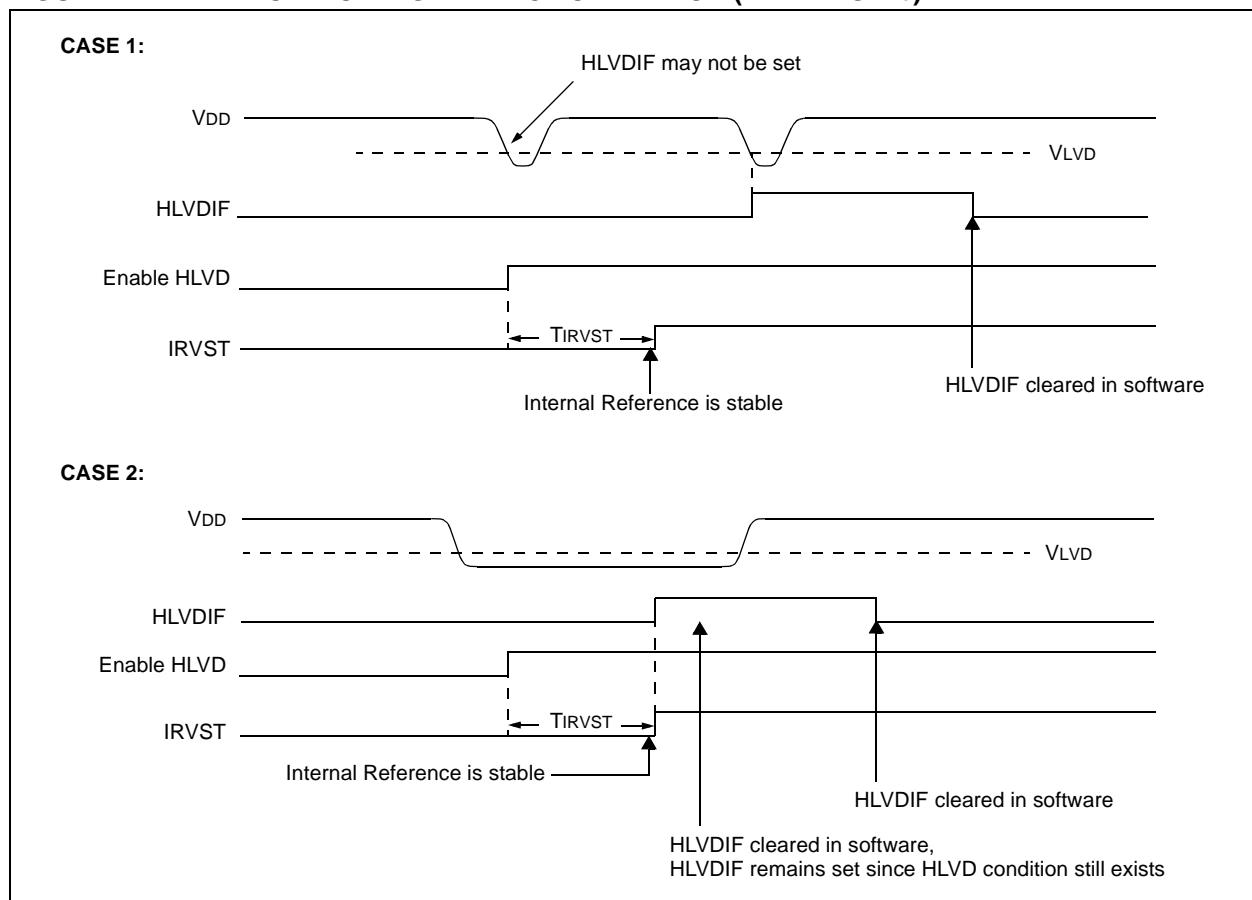 CASE 1:
HLVDIF may not be set
VDD
VLVD
HLVDIF
Enable HLVD
TIRVST
IRVST
HLVDIF cleared in software
Internal Reference is stable
CASE 2:
VDD
VLVD
HLVDIF
Enable HLVD
TIRVST
IRVST
Internal Reference is stable
HLVDIF cleared in software
HLVDIF cleared in software,
HLVDIF remains set since HLVD condition still exists